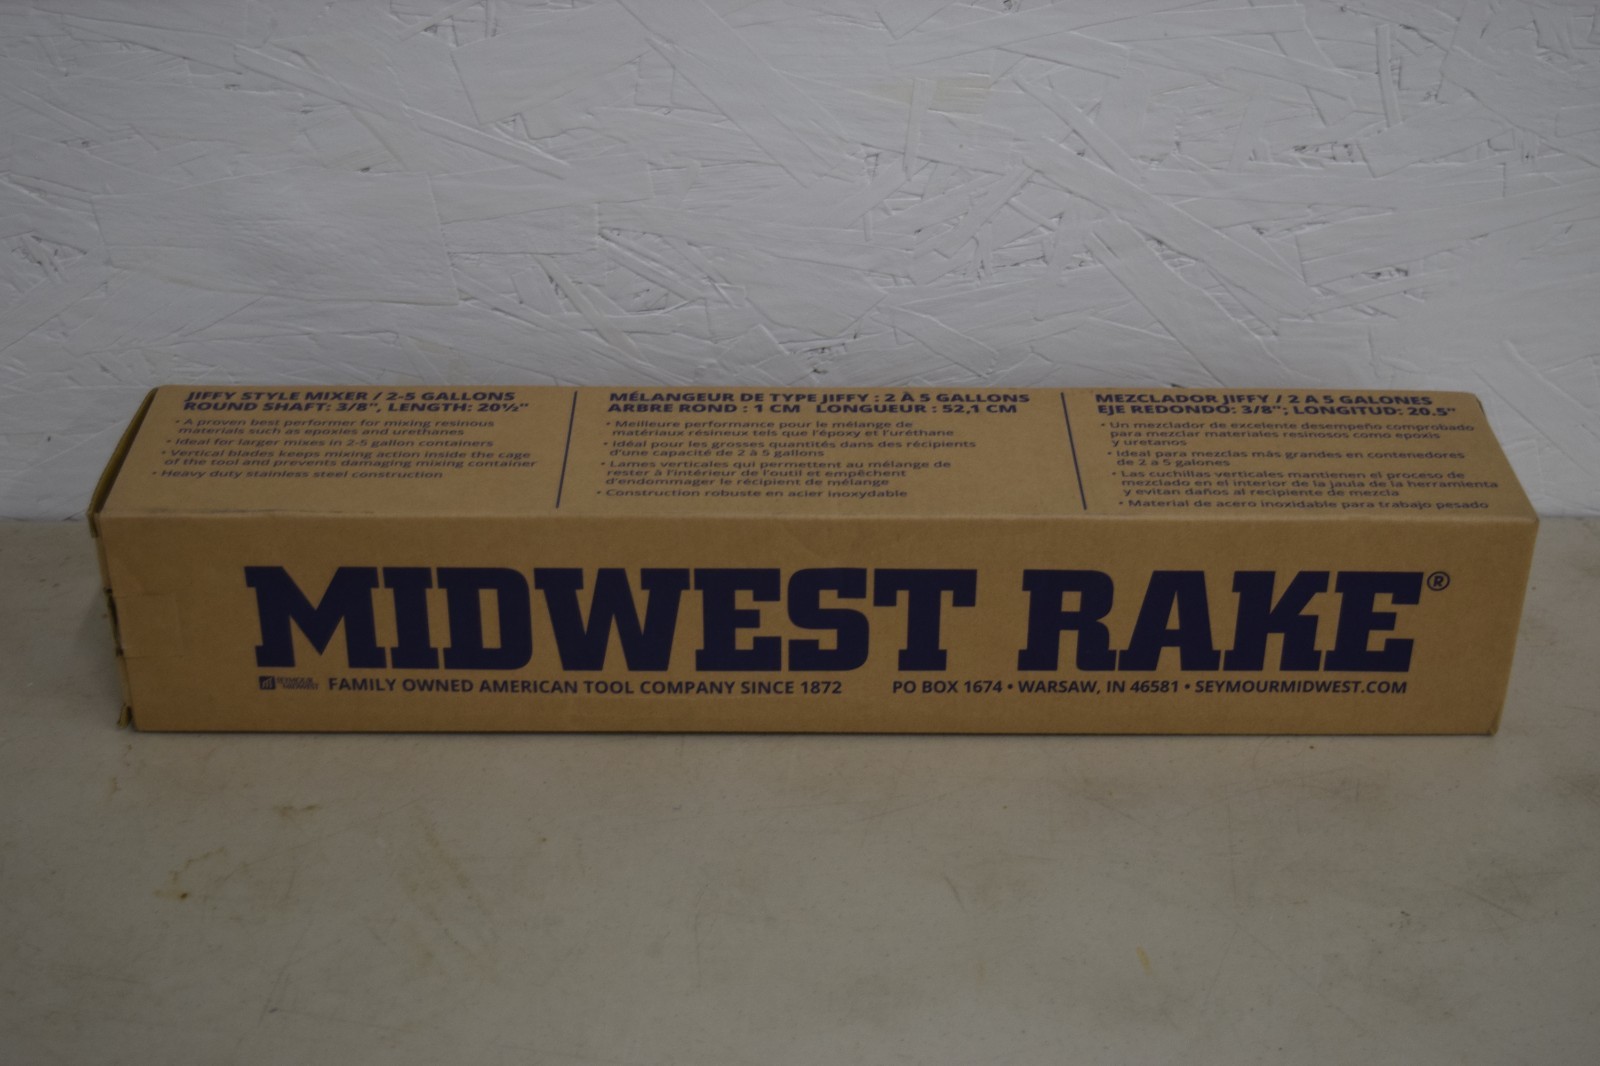 JIFFY STYLE MIXER / 2-5 GALLONS
ROUND SHAFT: 3/8", LENGTH: 20½"
• A proven best performer for mixing resinous
materials such as epoxies and urethanes
• Ideal for larger mixes in 2-5 gallon containers
• Vertical blades keeps mixing action inside the cage
of the tool and prevents damaging mixing container
• Heavy duty stainless steel construction
MÉLANGEUR DE TYPE JIFFY : 2 À 5 GALLONS
ARBRE ROND : 1 CM LONGUEUR : 52,1 CM
• Meilleure performance pour le mélange de
matériaux résineux tels que l'époxy et l'uréthane
• Idéal pour les grosses quantités dans des récipients
d'une capacité de 2 à 5 gallons
• Lames verticales qui permettent au mélange de
rester à l'intérieur de l'outil et empêchent
d'endommager le récipient de mélange
• Construction robuste en acier inoxydable
MEZCLADOR JIFFY / 2 A 5 GALONES
EJE REDONDO: 3/8"; LONGITUD: 20.5"
• Un mezclador de excelente desempeño comprobado
para mezclar materiales resinosos como epoxis
y uretanos
• Ideal para mezclas más grandes en contenedores
de 2 a 5 galones
• Las cuchillas verticales mantienen el proceso de
mezclado en el interior de la jaula de la herramienta
y evitan daños al recipiente de mezcla
• Material de acero inoxidable para trabajo pesado
MIDWEST RAKE®
SEYMOUR
MIDWEST
FAMILY OWNED AMERICAN TOOL COMPANY SINCE 1872
PO BOX 1674 • WARSAW, IN 46581 • SEYMOURMIDWEST.COM